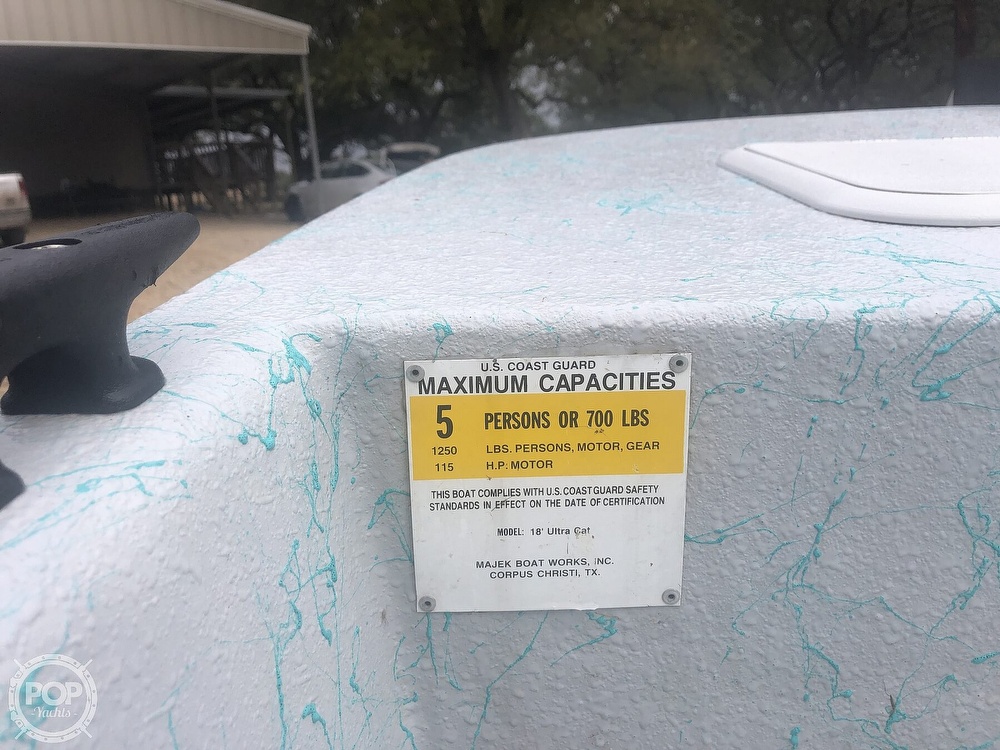 U.S. COAST GUARD
MAXIMUM CAPACITIES
5 PERSONS OR 700 LBS
1250 LBS. PERSONS, MOTOR, GEAR
115 H.P. MOTOR
THIS BOAT COMPLIES WITH U.S. COAST GUARD SAFETY
STANDARDS IN EFFECT ON THE DATE OF CERTIFICATION
MODEL: 18' Ultra Cat
MAJEK BOAT WORKS, INC.
CORPUS CHRISTI, TX.
POP
Yachts